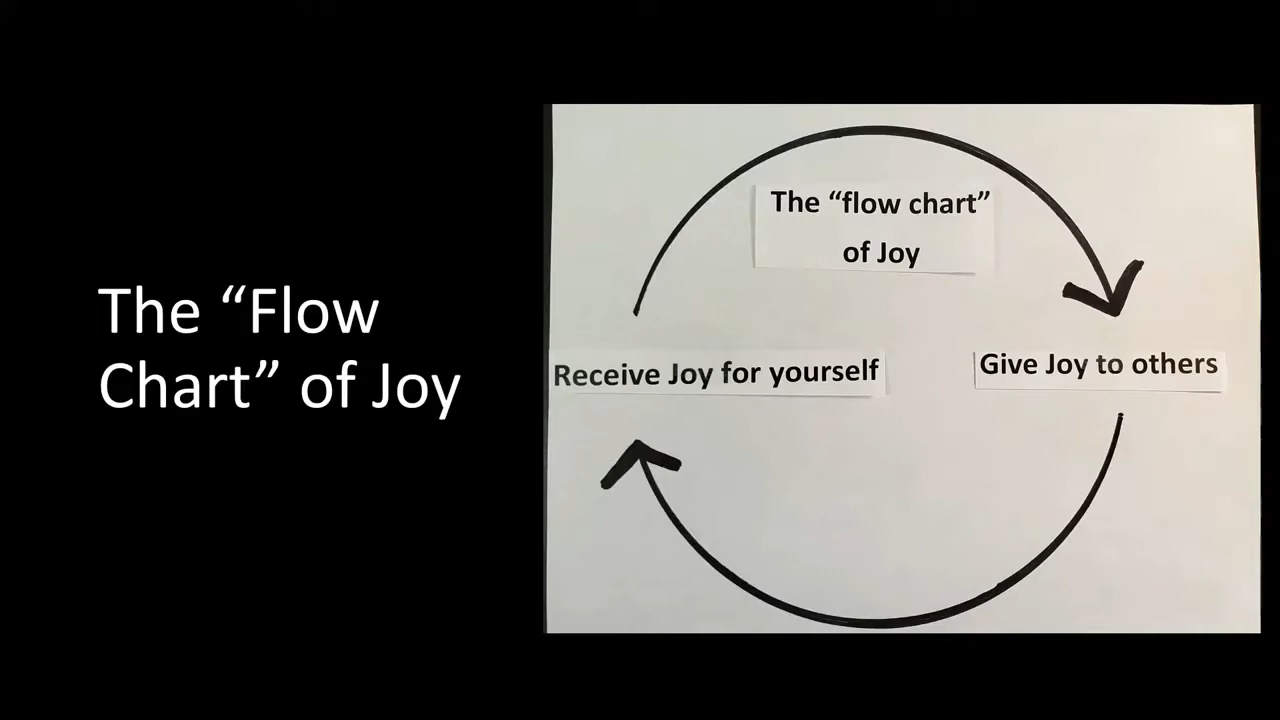 The “Flow
Chart” of Joy
The “flow chart”
of Joy
Receive Joy for yourself
Give Joy to others